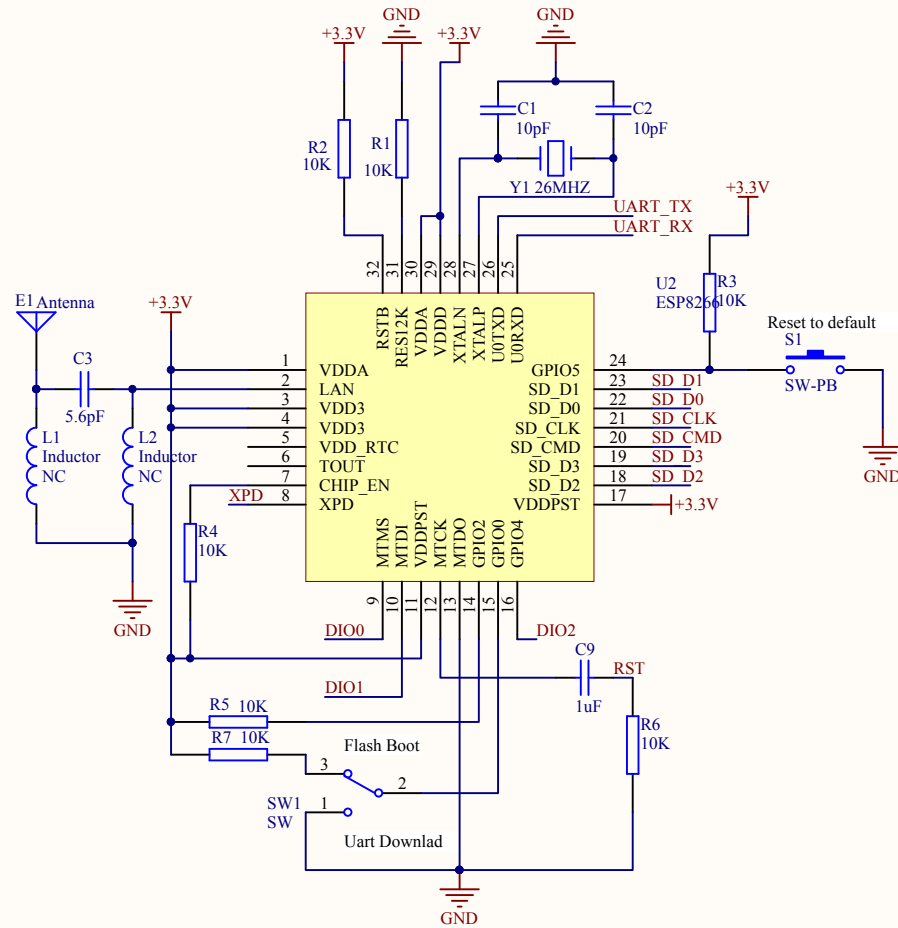 GND
+3.3V
+3.3V
GND
C1
10pF
C2
10pF
R2
10K
R1
10K
Y1 26MHZ
+3.3V
UART_TX
UART_RX
32
31
30
29
28
27
26
25
U2
ESP8266
R3
10K
E1 Antenna
+3.3V
RSTB
RES12K
VDDA
VDDD
XTALN
XTALP
U0TXD
U0RXD
Reset to default
S1
SW-PB
C3
5.6pF
1 VDDA
2 LAN
3 VDD3
4 VDD3
5 VDD_RTC
6 TOUT
7 CHIP_EN
XPD 8 XPD
GPIO5 24
SD_D1 23 SD_D1
SD_D0 22 SD_D0
SD_CLK 21 SD_CLK
SD_CMD 20 SD_CMD
SD_D3 19 SD_D3
SD_D2 18 SD_D2
VDDPST 17 +3.3V
GND
L1
Inductor
NC
L2
Inductor
NC
R4
10K
MTMS
MTDI
VDDPST
MTCK
MTDO
GPIO2
GPIO0
GPIO4
9
10
11
12
13
14
15
16
GND
DIO0
DIO2
DIO1
C9
1uF
RST
R5 10K
R7 10K
R6
10K
Flash Boot
3
2
SW1
SW
1
Uart Downlad
GND